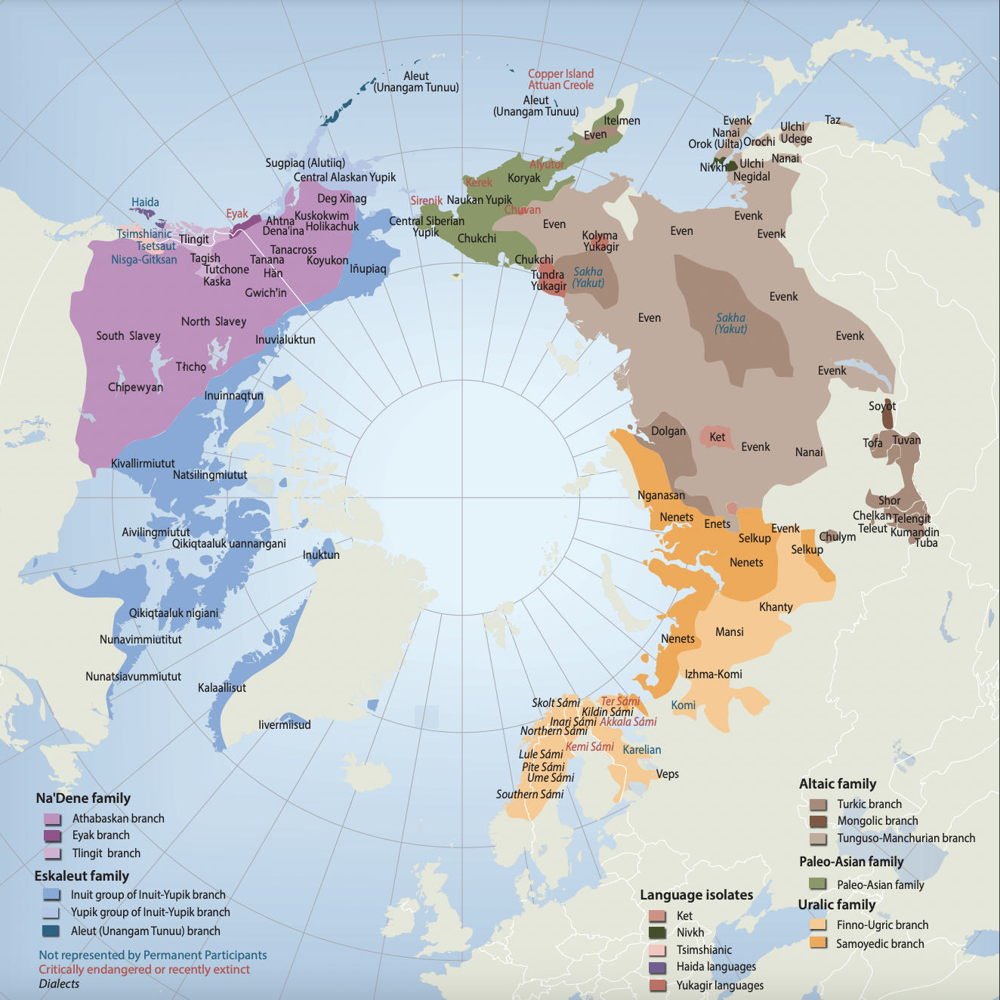 Aleut
(Unangam Tunuu)
Copper Island
Attuan Creole
Aleut
(Unangam Tunuu)
Itelmen
Even
Evenk
Nanai
Orok (Uilta)
Orochi
Ulchi
Udege
Taz
Nivkh
Ulchi
Nanai
Negidal
Sugpiaq (Alutiiq)
Central Alaskan Yupik
Alyutor
Kerek
Koryak
Deg Xinag
Sirenik
Naukan Yupik
Chuvan
Haida
Eyak
Ahtna
Kuskokwim
Dena'ina
Holikachuk
Central Siberian
Yupik
Even
Even
Evenk
Evenk
Tsimshianic
Tsetsaut
Nisga-Gitksan
Tlingit
Chukchi
Kolyma
Yukagir
Tagish
Tutchone
Kaska
Tanacross
Tanana
Koyukon
Hän
Iñupiaq
Gwich'in
Chukchi
Tundra
Yukagir
Sakha
(Yakut)
Evenk
North Slavey
South Slavey
Inuvialuktun
Even
Sakha
(Yakut)
Evenk
Tłıchǫ
Evenk
Chipewyan
Inuinnaqtun
Soyot
Dolgan
Ket
Evenk
Nanai
Tofa
Tuvan
Kivallirmiutut
Natsilingmiutut
Nganasan
Shor
Nenets
Enets
Evenk
Chelkan
Telengit
Teleut
Kumandin
Tuba
Aivilingmiutut
Qikiqtaaluk uannangani
Selkup
Selkup
Chulym
Inuktun
Nenets
Qikiqtaaluk nigiani
Khanty
Mansi
Nunavimmiutitut
Nenets
Nunatsiavummiutut
Izhma-Komi
Kalaallisut
Komi
Skolt Sámi
Ter Sámi
Kildin Sámi
Inari Sámi
Akkala Sámi
Iivermiisud
Northern Sámi
Kemi Sámi
Karelian
Lule Sámi
Pite Sámi
Ume Sámi
Veps
Southern Sámi
Na'Dene family
Athabaskan branch
Eyak branch
Tlingit branch
Eskaleut family
Inuit group of Inuit-Yupik branch
Yupik group of Inuit-Yupik branch
Aleut (Unangam Tunuu) branch
Not represented by Permanent Participants
Critically endangered or recently extinct
Dialects
Language isolates
Ket
Nivkh
Tsimshianic
Haida languages
Yukagir languages
Altaic family
Turkic branch
Mongolic branch
Tunguso-Manchurian branch
Paleo-Asian family
Paleo-Asian family
Uralic family
Finno-Ugric branch
Samoyedic branch